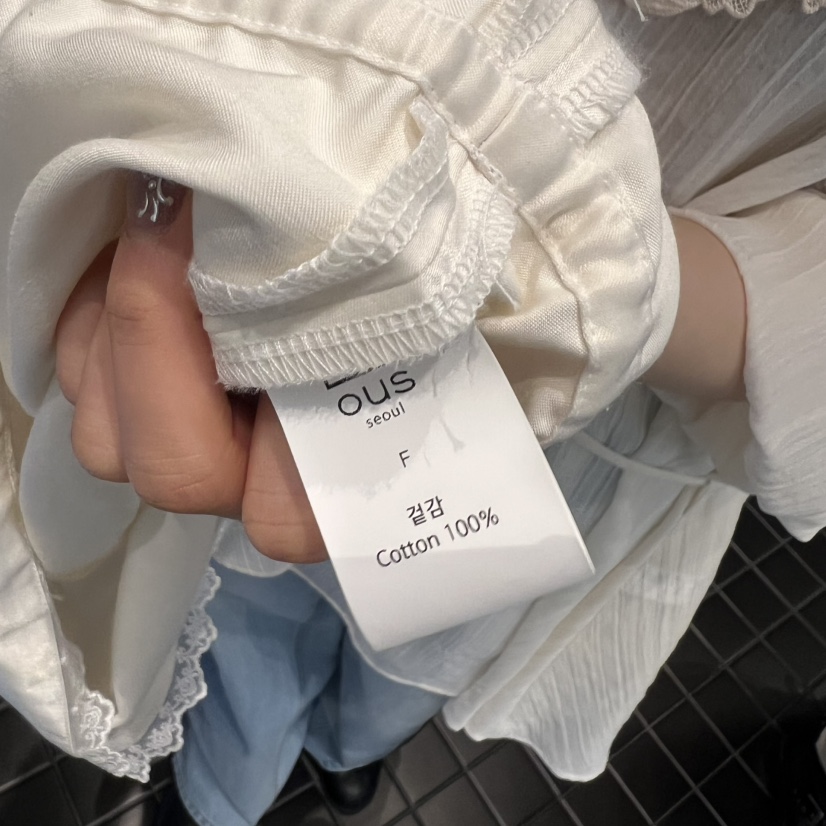 ous
seoul
F
겉감
Cotton 100%